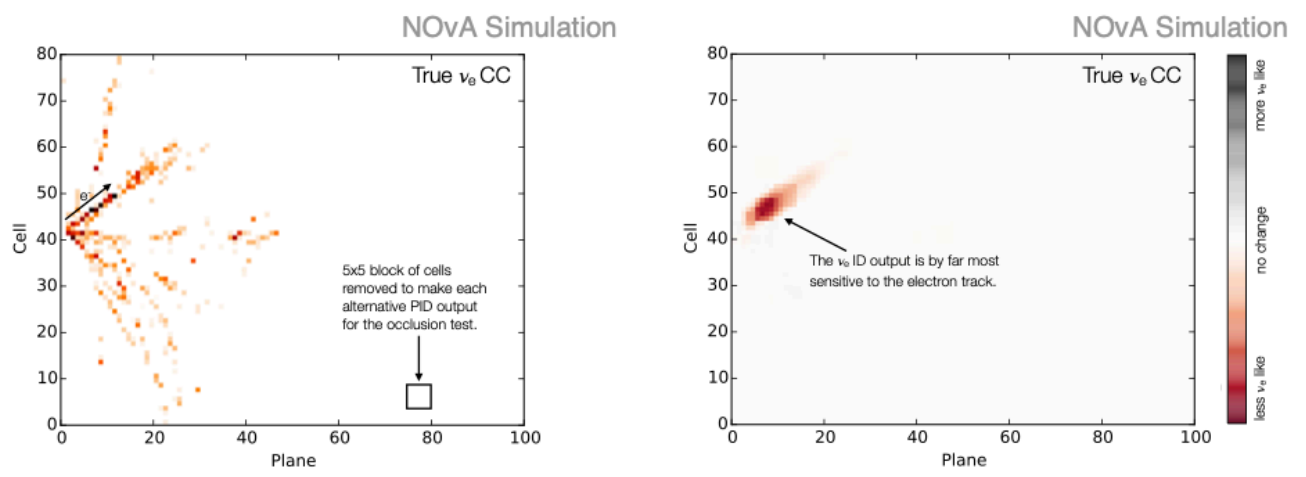 NOvA Simulation
True νe CC
80
70
60
50
40
30
20
10
0
Cell
e-
5x5 block of cells
removed to make each
alternative PID output
for the occlusion test.
0 20 40 60 80 100
Plane
NOvA Simulation
True νe CC
80
70
60
50
40
30
20
10
0
Cell
The νe ID output is by far most
sensitive to the electron track.
0 20 40 60 80 100
Plane
more νe like
no change
less νe like